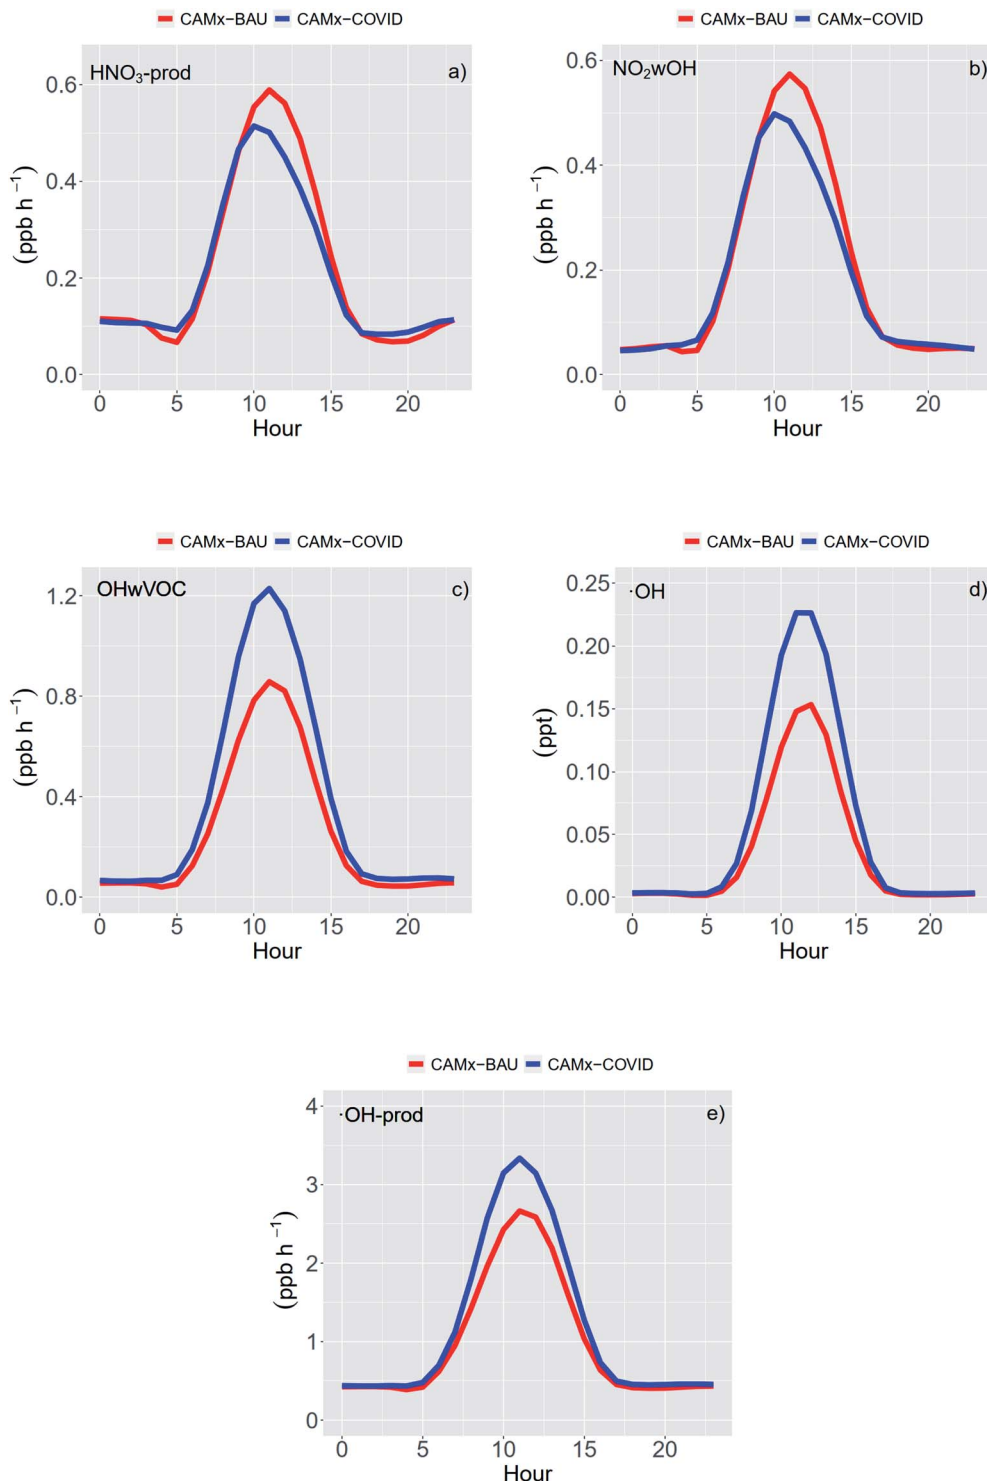 CAMx−BAU CAMx−COVID
HNO₃-prod a)
(ppb h⁻¹)
0.6
0.4
0.2
0.0
0 5 10 15 20
Hour
CAMx−BAU CAMx−COVID
NO₂wOH b)
(ppb h⁻¹)
0.6
0.4
0.2
0.0
0 5 10 15 20
Hour
CAMx−BAU CAMx−COVID
OHwVOC c)
(ppb h⁻¹)
1.2
0.8
0.4
0.0
0 5 10 15 20
Hour
CAMx−BAU CAMx−COVID
·OH d)
(ppt)
0.25
0.20
0.15
0.10
0.05
0.00
0 5 10 15 20
Hour
CAMx−BAU CAMx−COVID
·OH-prod e)
(ppb h⁻¹)
4
3
2
1
0
0 5 10 15 20
Hour